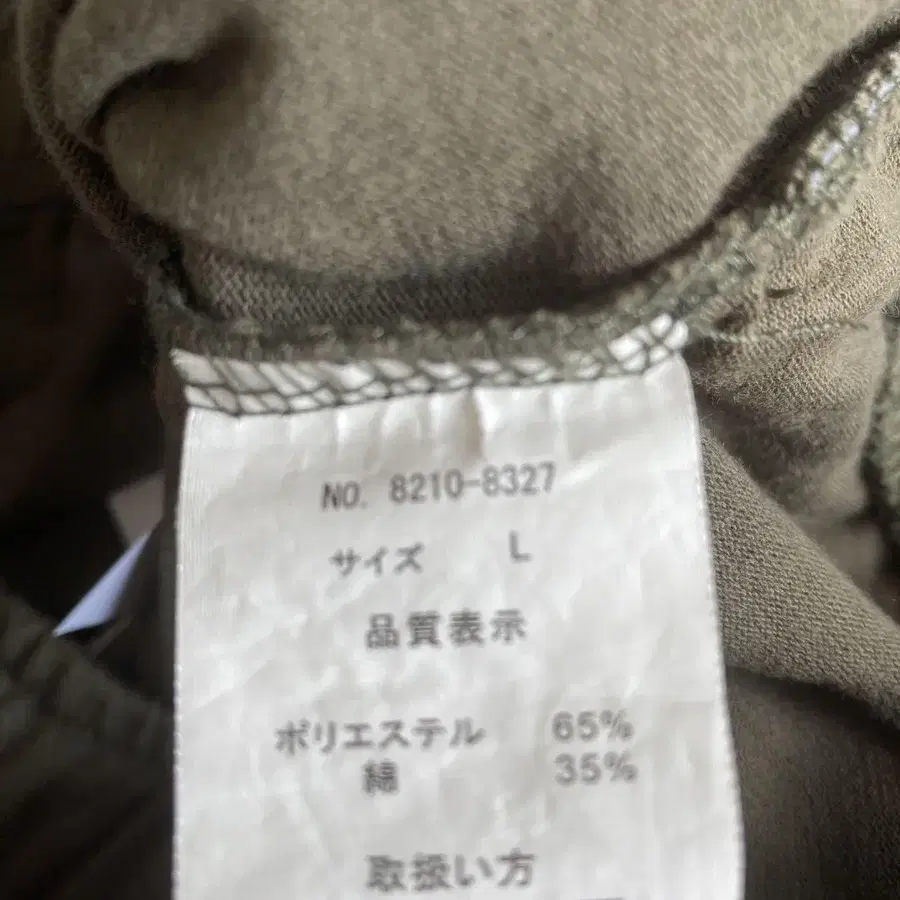 NO. 8210-8327
サイズ L
品質表示
ポリエステル 65%
綿 35%
取扱い方